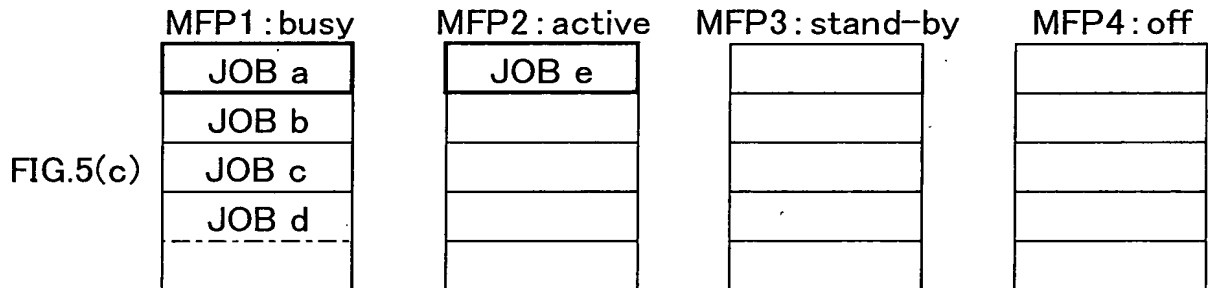 MFP1:busy MFP2:active MFP3:stand-by MFP4:off
JOB a JOB e
JOB b
FIG.5(c) JOB c
JOB d